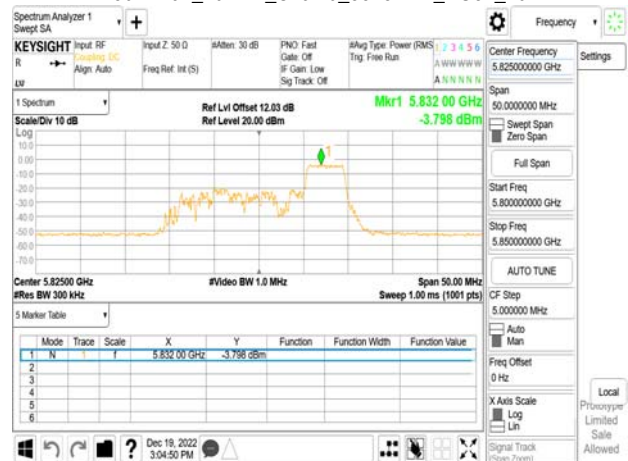 Spectrum Analyzer 1
Swept SA
KEYSIGHT
R
Input: RF
Coupling: DC
Align: Auto
Input Z: 50 Ω
Freq Ref: Int (S)
#Atten: 30 dB
PNO: Fast
Gate: Off
IF Gain: Low
Sig Track: Off
#Avg Type: Power (RMS
Trig: Free Run
1 2 3 4 5 6
A W W W W W
A N N N N N
1 Spectrum
Scale/Div 10 dB
Ref Lvl Offset 12.03 dB
Ref Level 20.00 dBm
Mkr1 5.832 00 GHz
-3.798 dBm
Log
10.0
0.00
-10.0
-20.0
-30.0
-40.0
-50.0
-60.0
-70.0
1
Center 5.82500 GHz
#Res BW 300 kHz
#Video BW 1.0 MHz
Span 50.00 MHz
Sweep 1.00 ms (1001 pts)
5 Marker Table
Mode Trace Scale X Y Function Function Width Function Value
1 N 1 f 5.832 00 GHz -3.798 dBm
2
3
4
5
6
Dec 19, 2022
3:04:50 PM
Frequency
Settings
Center Frequency
5.825000000 GHz
Span
50.0000000 MHz
Swept Span
Zero Span
Full Span
Start Freq
5.800000000 GHz
Stop Freq
5.850000000 GHz
AUTO TUNE
CF Step
5.000000 MHz
Auto
Man
Freq Offset
0 Hz
X Axis Scale
Log
Lin
Signal Track
(Span Zoom)
Local
Prototype
Limited
Sale
Allowed